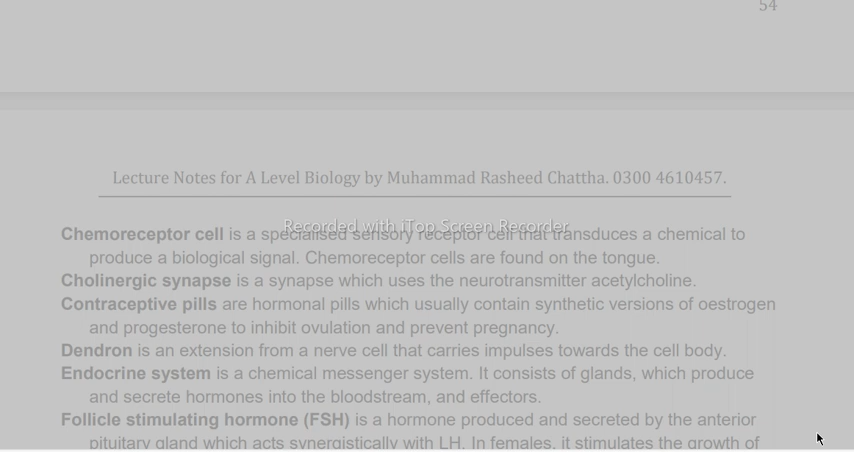 54
Lecture Notes for A Level Biology by Muhammad Rasheed Chattha. 0300 4610457.
Recorded with iTop Screen Recorder
Chemoreceptor cell is a specialised sensory receptor cell that transduces a chemical to
produce a biological signal. Chemoreceptor cells are found on the tongue.
Cholinergic synapse is a synapse which uses the neurotransmitter acetylcholine.
Contraceptive pills are hormonal pills which usually contain synthetic versions of oestrogen
and progesterone to inhibit ovulation and prevent pregnancy.
Dendron is an extension from a nerve cell that carries impulses towards the cell body.
Endocrine system is a chemical messenger system. It consists of glands, which produce
and secrete hormones into the bloodstream, and effectors.
Follicle stimulating hormone (FSH) is a hormone produced and secreted by the anterior
pituitary gland which acts synergistically with LH. In females, it stimulates the growth of